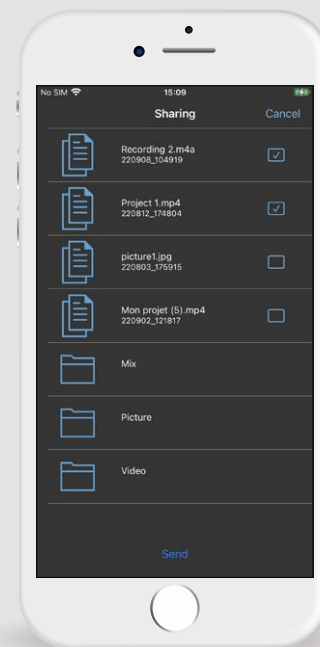 No SIM
15:09
Sharing
Cancel
Recording 2.m4a
220908_104919
Project 1.mp4
220812_174804
picture1.jpg
220803_175915
Mon projet (5).mp4
220902_121817
Mix
Picture
Video
Send